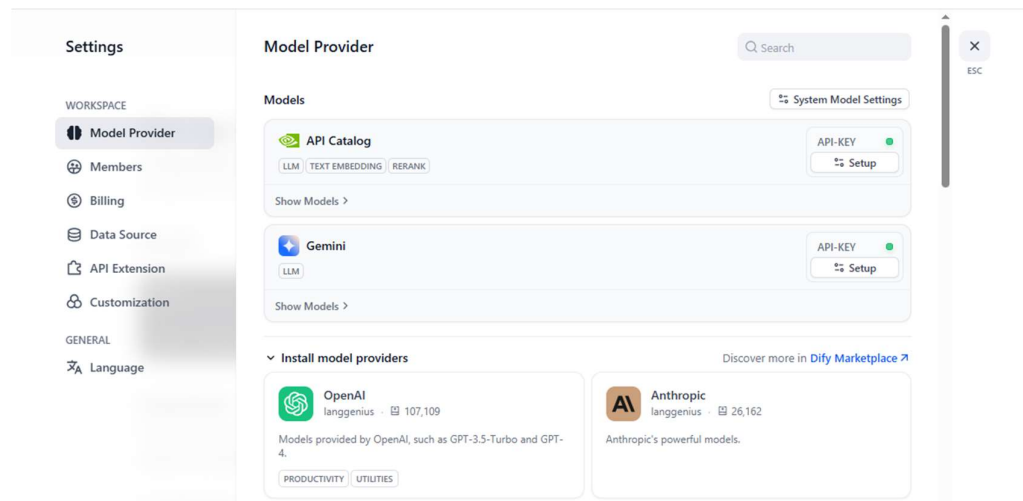 Settings
WORKSPACE
Model Provider
Members
Billing
Data Source
API Extension
Customization
GENERAL
Language
Model Provider
Search
ESC
Models
System Model Settings
API Catalog
LLM TEXT EMBEDDING RERANK
API-KEY
Setup
Show Models
Gemini
LLM
API-KEY
Setup
Show Models
Install model providers
Discover more in Dify Marketplace
OpenAI
langgenius · 107,109
Models provided by OpenAI, such as GPT-3.5-Turbo and GPT-
4.
PRODUCTIVITY UTILITIES
Anthropic
langgenius · 26,162
Anthropic's powerful models.